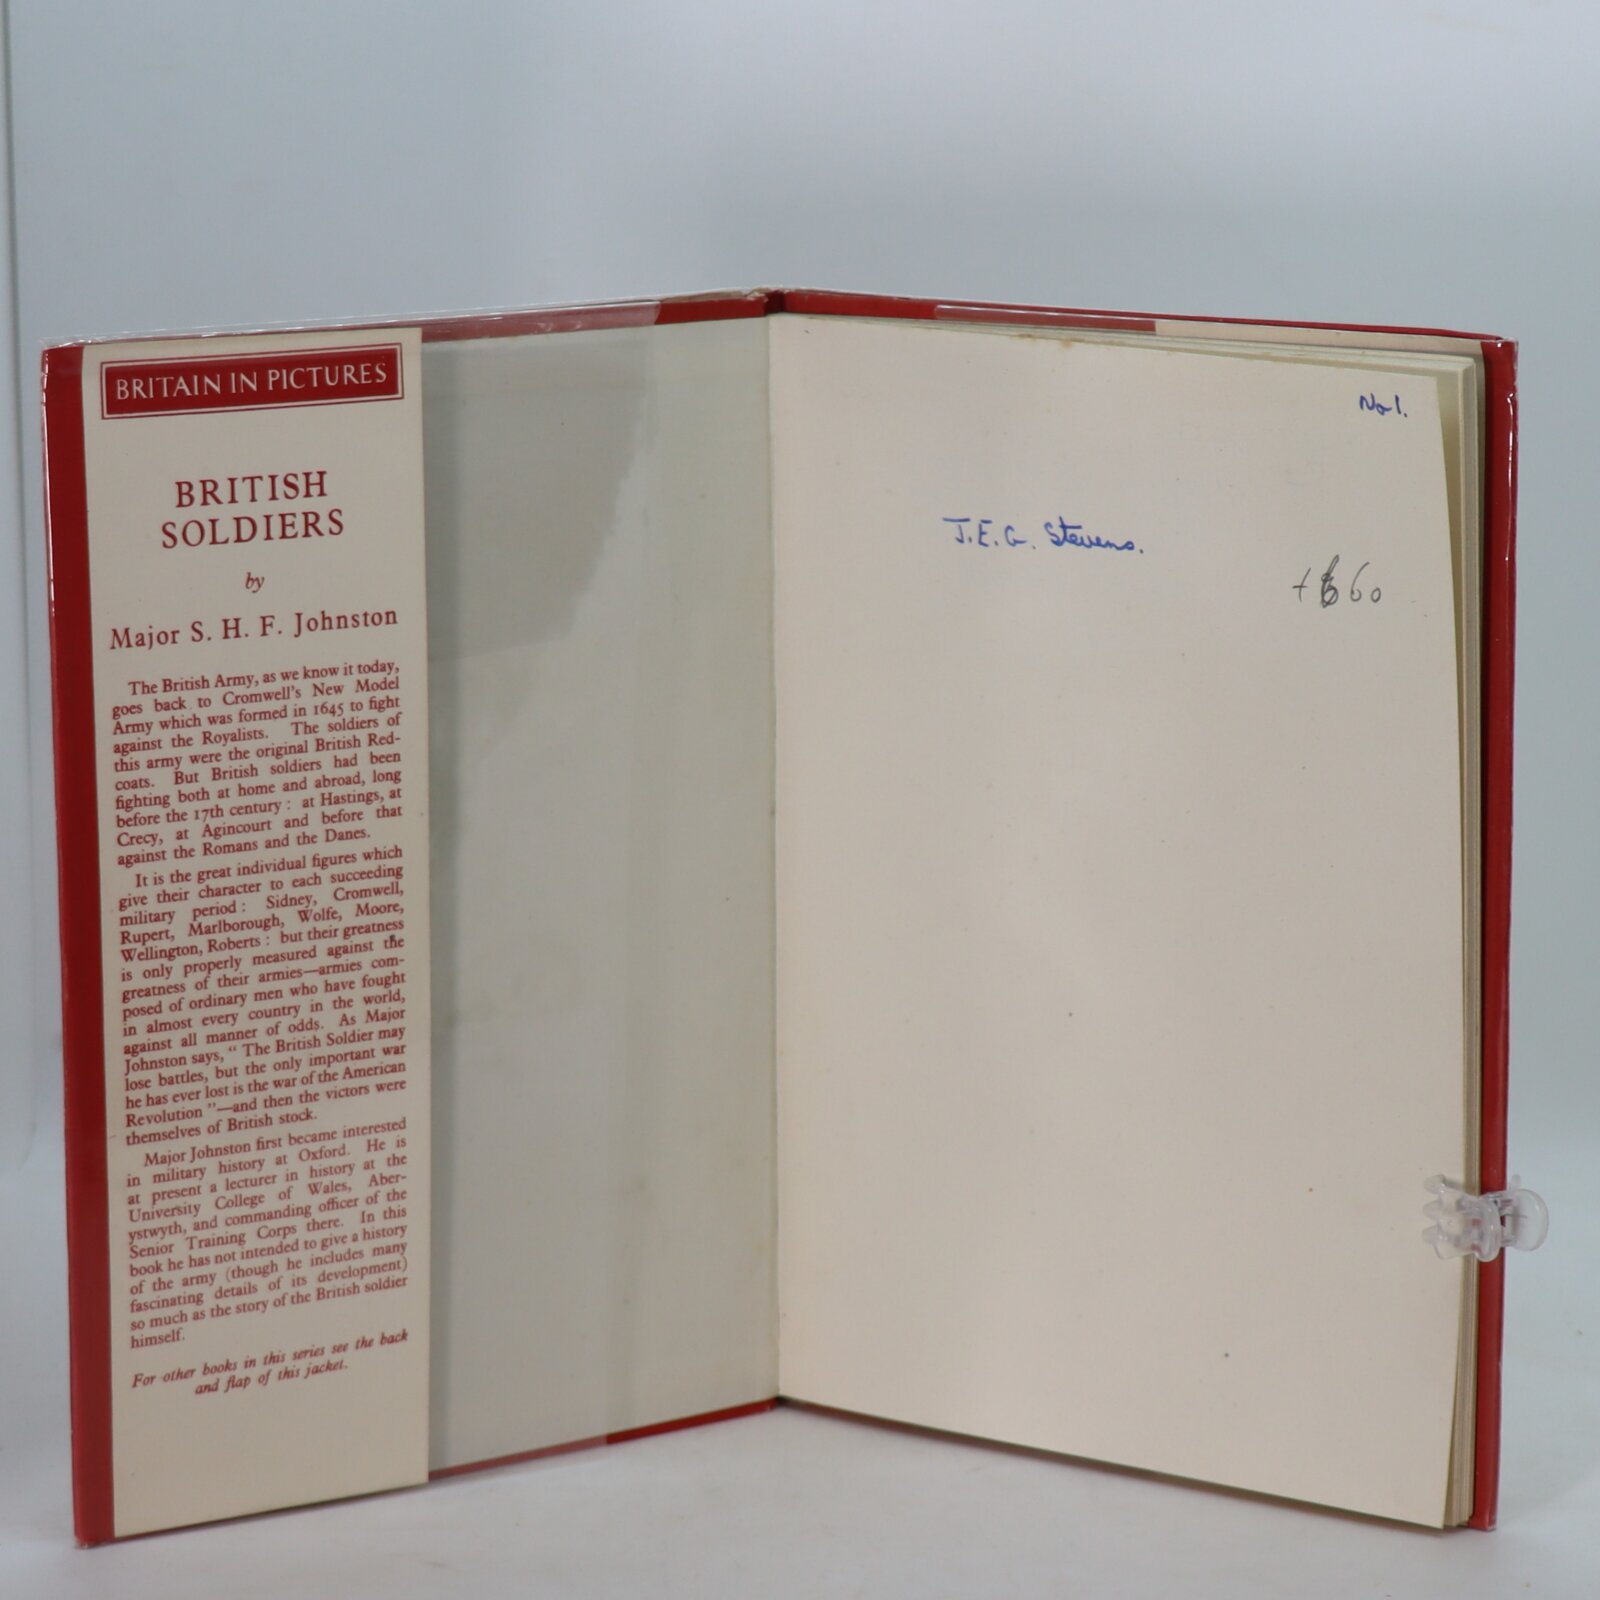 BRITAIN IN PICTURES
BRITISH
SOLDIERS
by
Major S. H. F. Johnston
The British Army, as we know it today,
goes back to Cromwell's New Model
Army which was formed in 1645 to fight
against the Royalists. The soldiers of
this army were the original British Red-
coats. But British soldiers had been
fighting both at home and abroad, long
before the 17th century : at Hastings, at
Crecy, at Agincourt and before that
against the Romans and the Danes.
It is the great individual figures which
give their character to each succeeding
military period : Sidney, Cromwell,
Rupert, Marlborough, Wolfe, Moore,
Wellington, Roberts : but their greatness
is only properly measured against the
greatness of their armies—armies com-
posed of ordinary men who have fought
in almost every country in the world,
against all manner of odds. As Major
Johnston says, " The British Soldier may
lose battles, but the only important war
he has ever lost is the war of the American
Revolution "—and then the victors were
themselves of British stock.
Major Johnston first became interested
in military history at Oxford. He is
at present a lecturer in history at the
University College of Wales, Aber-
ystwyth, and commanding officer of the
Senior Training Corps there. In this
book he has not intended to give a history
of the army (though he includes many
fascinating details of its development)
so much as the story of the British soldier
himself.
For other books in this series see the back
and flap of this jacket.
No 1.
J.E.G. Stevens.
60